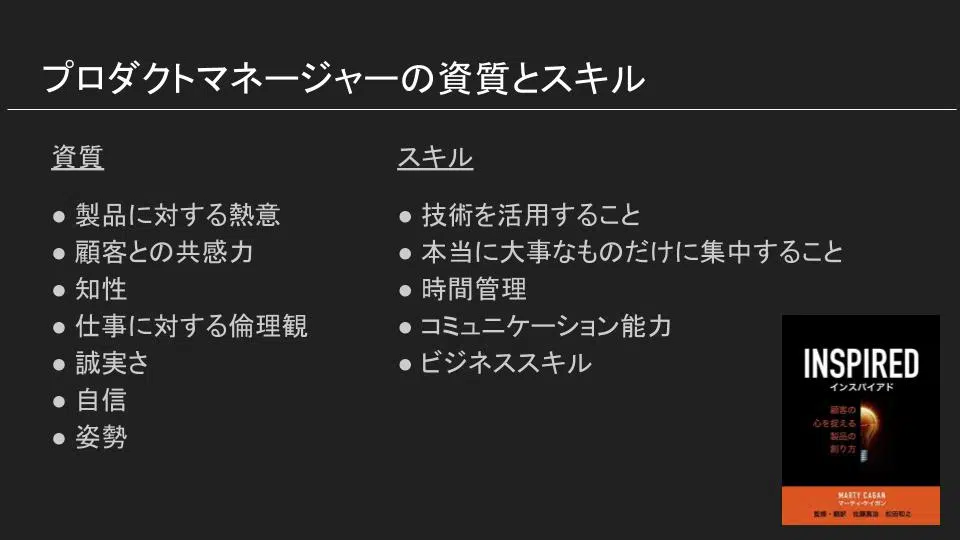 プロダクトマネージャーの資質とスキル
資質
● 製品に対する熱意
● 顧客との共感力
● 知性
● 仕事に対する倫理観
● 誠実さ
● 自信
● 姿勢
スキル
● 技術を活用すること
● 本当に大事なものだけに集中すること
● 時間管理
● コミュニケーション能力
● ビジネススキル
INSPIRED
インスパイアド
顧客の
心を捉える
製品の
創り方
MARTY CAGAN
マーティ・ケイガン
監修・翻訳 佐藤真治 松田和之